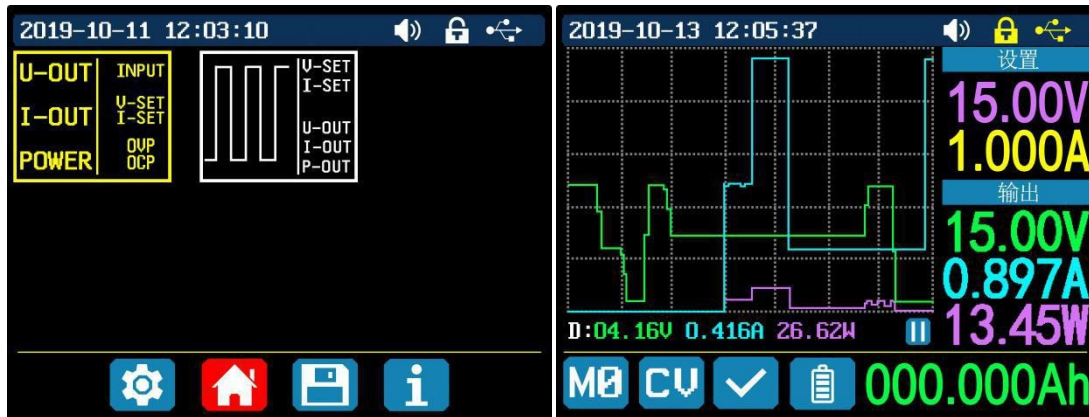 2019-10-11 12:03:10
U-OUT INPUT
I-OUT V-SET
I-SET
POWER OVP
OCP
V-SET
I-SET
U-OUT
I-OUT
P-OUT
2019-10-13 12:05:37
设置
15.00V
1.000A
输出
15.00V
0.897A
13.45W
D:04.16V 0.416A 26.62W
M0 CV 000.000Ah